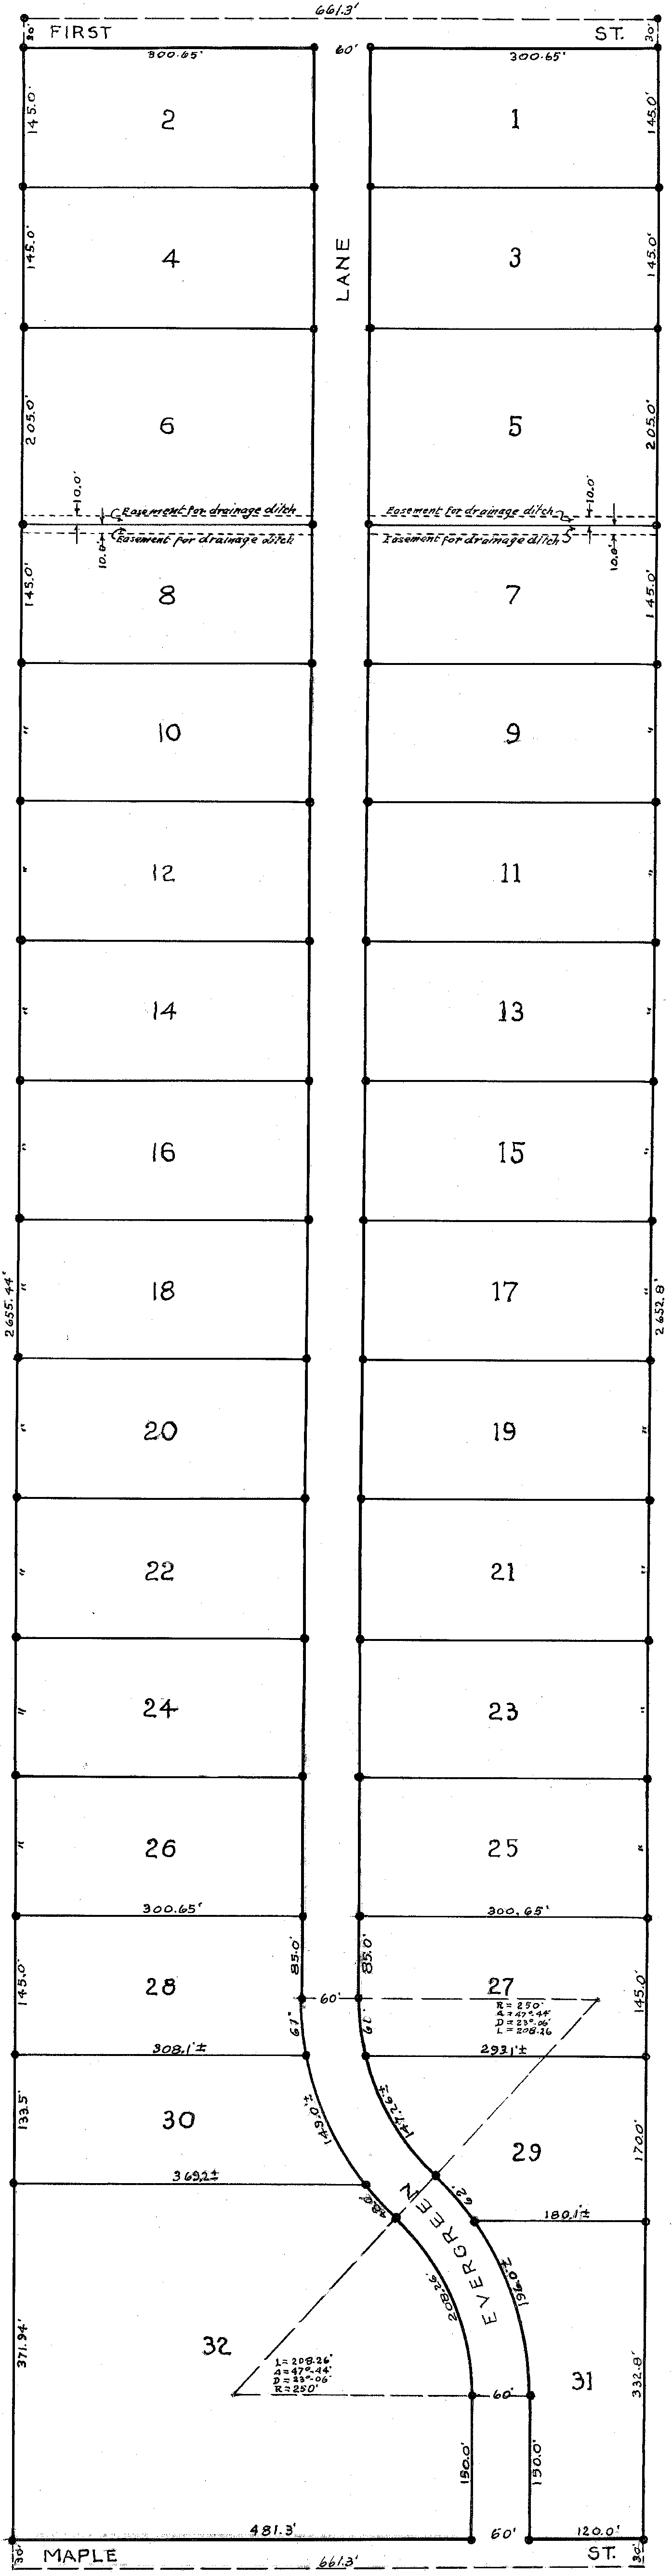 661.3'
30' FIRST ST. 30'
300.65' 60' 300.65'
145.0' 2 1 145.0'
LANE
145.0' 4 3 145.0'
205.0' 6 5 205.0'
10.0' 10.0'
Easement for drainage ditch Easement for drainage ditch
Easement for drainage ditch Easement for drainage ditch
10.0' 10.0'
145.0' 8 7 145.0'
" 10 9 "
" 12 11 "
" 14 13 "
" 16 15 "
2655.44' " 18 17 2652.8'
" 20 19 "
" 22 21 "
" 24 23 "
" 26 25 "
300.65' 300.65'
85.0' 85.0'
145.0' 28 27 145.0'
60'
R = 250'
Δ = 47°-44'
D = 23°-06'
L = 208.26
308.1'± 293.1'±
133.5' 30 149.0'± 147.26'± 29 170.0'
369.2± 62' 180.1'±
48.0'
EVERGREEN
208.26' 196.0'±
371.94' 32 31 332.8'
L = 208.26'
Δ = 47°-44'
D = 23°-06'
R = 250'
60'
150.0' 150.0'
481.3' 60' 120.0'
30' MAPLE ST. 30'
661.3'